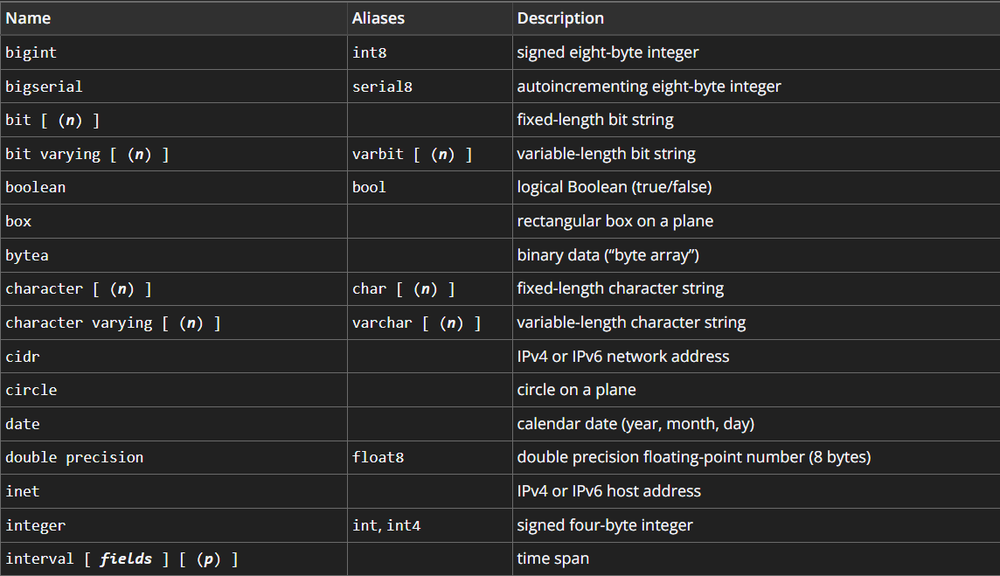 Name Aliases Description
bigint int8 signed eight-byte integer
bigserial serial8 autoincrementing eight-byte integer
bit [ (n) ] fixed-length bit string
bit varying [ (n) ] varbit [ (n) ] variable-length bit string
boolean bool logical Boolean (true/false)
box rectangular box on a plane
bytea binary data (“byte array”)
character [ (n) ] char [ (n) ] fixed-length character string
character varying [ (n) ] varchar [ (n) ] variable-length character string
cidr IPv4 or IPv6 network address
circle circle on a plane
date calendar date (year, month, day)
double precision float8 double precision floating-point number (8 bytes)
inet IPv4 or IPv6 host address
integer int, int4 signed four-byte integer
interval [ fields ] [ (p) ] time span